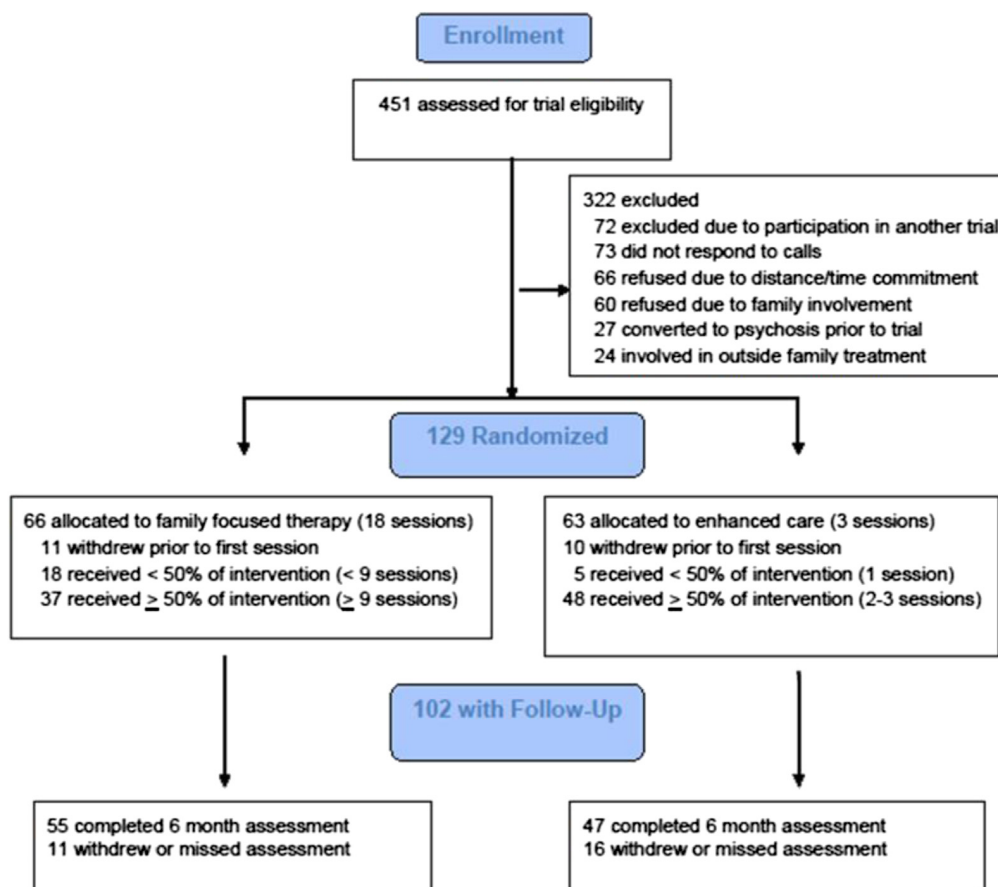 Enrollment
451 assessed for trial eligibility
322 excluded
72 excluded due to participation in another trial
73 did not respond to calls
66 refused due to distance/time commitment
60 refused due to family involvement
27 converted to psychosis prior to trial
24 involved in outside family treatment
129 Randomized
66 allocated to family focused therapy (18 sessions)
11 withdrew prior to first session
18 received < 50% of intervention (< 9 sessions)
37 received ≥ 50% of intervention (≥ 9 sessions)
63 allocated to enhanced care (3 sessions)
10 withdrew prior to first session
5 received < 50% of intervention (1 session)
48 received ≥ 50% of intervention (2-3 sessions)
102 with Follow-Up
55 completed 6 month assessment
11 withdrew or missed assessment
47 completed 6 month assessment
16 withdrew or missed assessment